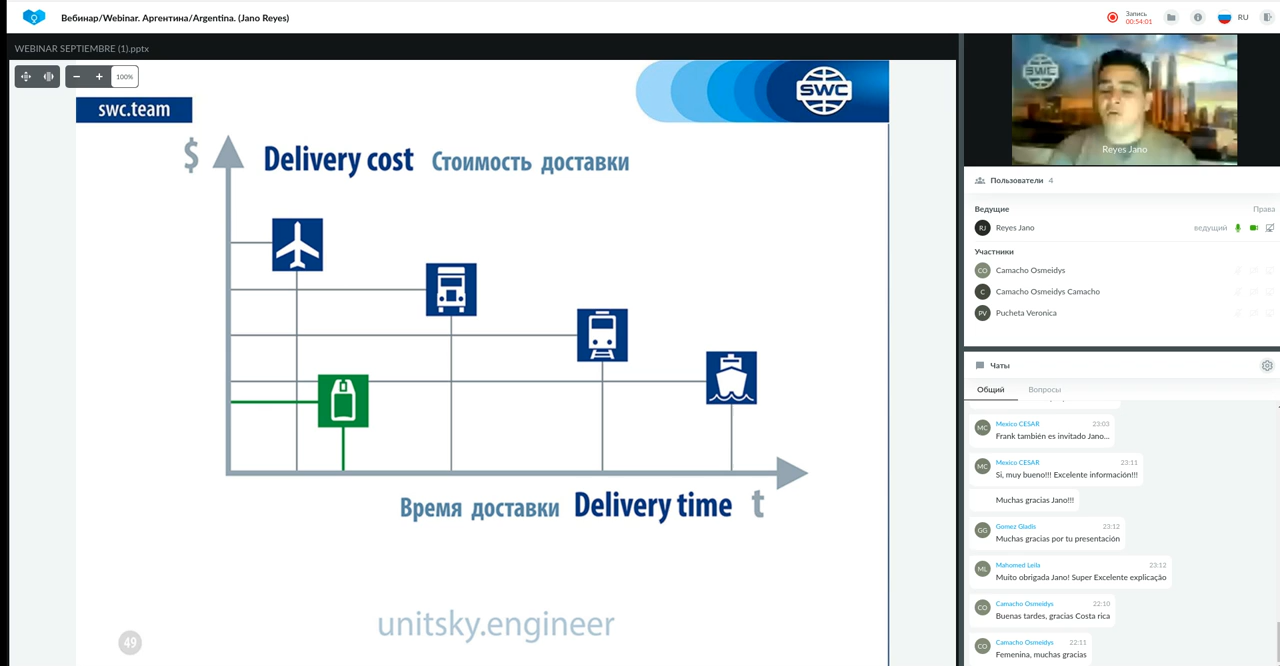 Вебинар/Webinar. Аргентина/Argentina. (Jano Reyes)
Запись
00:54:01
RU
WEBINAR SEPTIEMBRE (1).pptx
100%
swc.team
SWC
$ Delivery cost Стоимость доставки
Время доставки Delivery time t
unitsky.engineer
49
SWC
Reyes Jano
Пользователи 4
Ведущие Права
RJ Reyes Jano ведущий
Участники
CO Camacho Osmeidys
C Camacho Osmeidys Camacho
PV Pucheta Veronica
Чаты
Общий Вопросы
MC Mexico CESAR 23:03
Frank también es invitado Jano...
MC Mexico CESAR 23:11
Si, muy bueno!!! Excelente información!!!
Muchas gracias Jano!!!
GG Gomez Gladis 23:12
Muchas gracias por tu presentación
ML Mahomed Leila 23:12
Muito obrigada Jano! Super Excelente explicação
CO Camacho Osmeidys 22:10
Buenas tardes, gracias Costa rica
CO Camacho Osmeidys 22:11
Femenina, muchas gracias